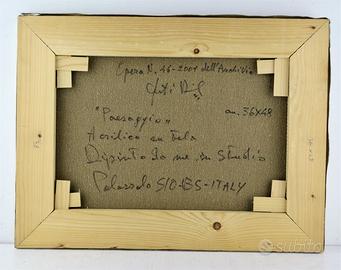 Opera N. 46-2001 dell'Archivio
"Paesaggio"
cm. 36x48
Acrilico su tela
Dipinto da me in Studio
Palazzolo S/O-BS-ITALY
subito